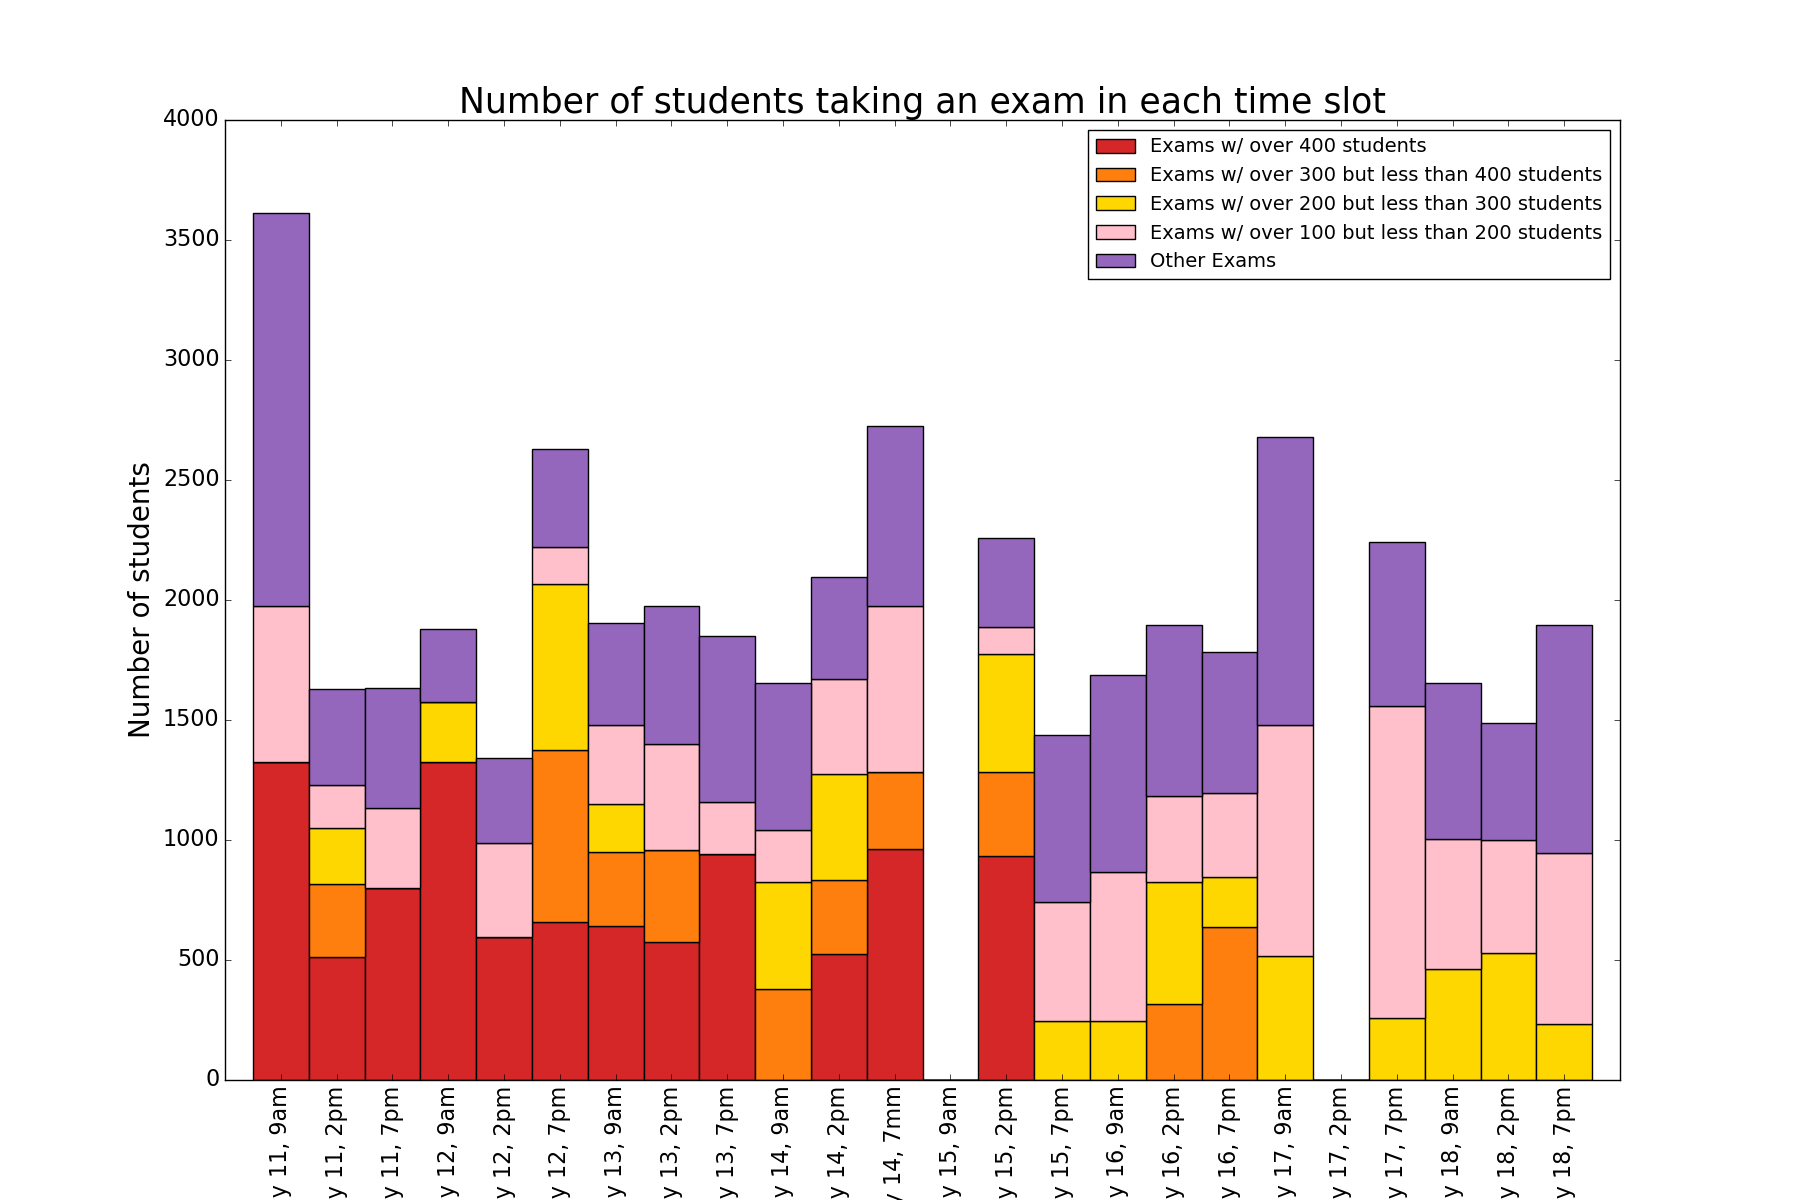 Number of students taking an exam in each time slot
Exams w/ over 400 students
Exams w/ over 300 but less than 400 students
Exams w/ over 200 but less than 300 students
Exams w/ over 100 but less than 200 students
Other Exams
Number of students
4000
3500
3000
2500
2000
1500
1000
500
0
y 11, 9am
y 11, 2pm
y 11, 7pm
y 12, 9am
y 12, 2pm
y 12, 7pm
y 13, 9am
y 13, 2pm
y 13, 7pm
y 14, 9am
y 14, 2pm
y 14, 7mm
y 15, 9am
y 15, 2pm
y 15, 7pm
y 16, 9am
y 16, 2pm
y 16, 7pm
y 17, 9am
y 17, 2pm
y 17, 7pm
y 18, 9am
y 18, 2pm
y 18, 7pm